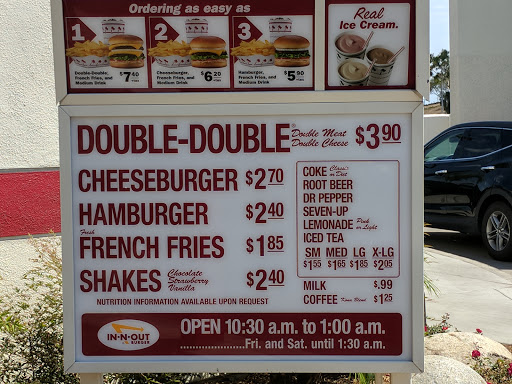 Ordering as easy as
1
Double-Double,
French Fries, and
Medium Drink
$7.40
2
Cheeseburger,
French Fries, and
Medium Drink
$6.20
3
Hamburger,
French Fries, and
Medium Drink
$5.90
Real
Ice Cream.
DOUBLE-DOUBLE® Double Meat Double Cheese $3.90
CHEESEBURGER $2.70
HAMBURGER $2.40
Fresh
FRENCH FRIES $1.85
SHAKES Chocolate Strawberry Vanilla $2.40
NUTRITION INFORMATION AVAILABLE UPON REQUEST
COKE Classic or Diet
ROOT BEER
DR PEPPER
SEVEN-UP
LEMONADE Pink or Light
ICED TEA
SM MED LG X-LG
$1.55 $1.65 $1.85 $2.05
MILK $.99
COFFEE Kona Blend $1.25
IN-N-OUT
BURGER
OPEN 10:30 a.m. to 1:00 a.m.
....................Fri. and Sat. until 1:30 a.m.